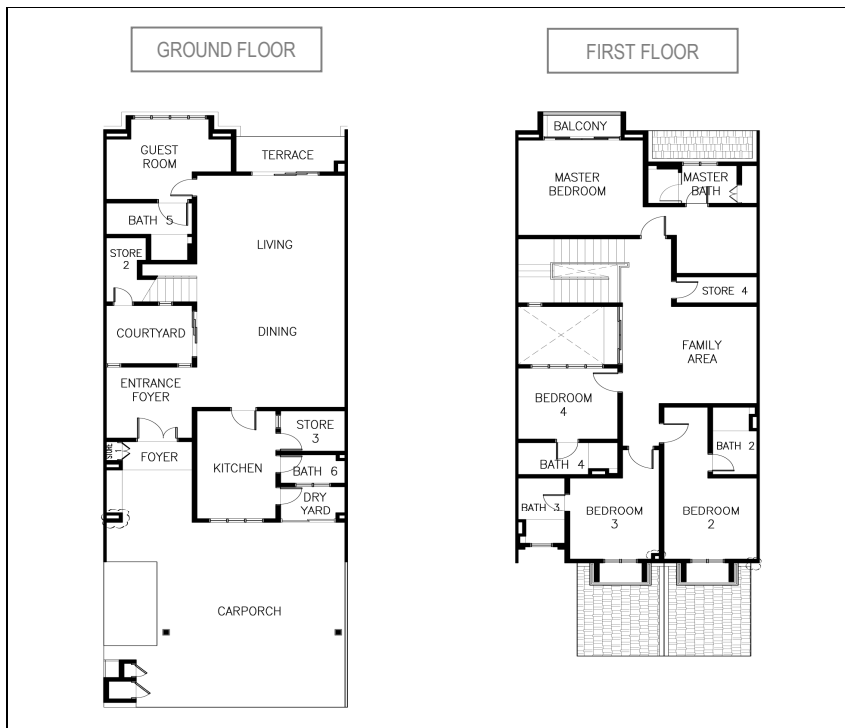 GROUND FLOOR
GUEST
ROOM
TERRACE
BATH 5
STORE
2
LIVING
COURTYARD
DINING
ENTRANCE
FOYER
STORE
1
FOYER
KITCHEN
STORE
3
BATH 6
DRY
YARD
CARPORCH
FIRST FLOOR
BALCONY
MASTER
BEDROOM
MASTER
BATH
STORE 4
FAMILY
AREA
BEDROOM
4
BATH 4
BATH 2
BATH 3
BEDROOM
3
BEDROOM
2